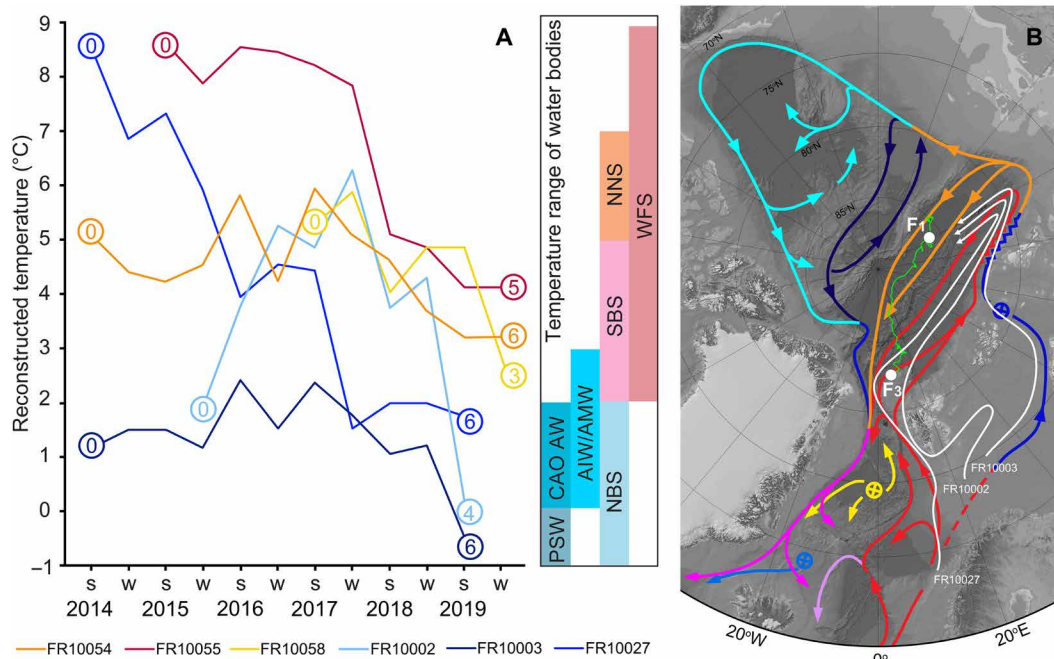 A
B
Reconstructed temperature (°C)
9
8
7
6
5
4
3
2
1
0
−1
0
0
0
0
0
0
5
6
3
6
4
6
S W S W S W S W S W S W
2014 2015 2016 2017 2018 2019
Temperature range of water bodies
PSW
CAO AW
AIW/AMW
NBS
SBS
NNS
WFS
FR10054 FR10055 FR10058 FR10002 FR10003 FR10027
70°N
75°N
80°N
85°N
F1
F3
FR10003
FR10002
FR10027
20°W
0°
20°E